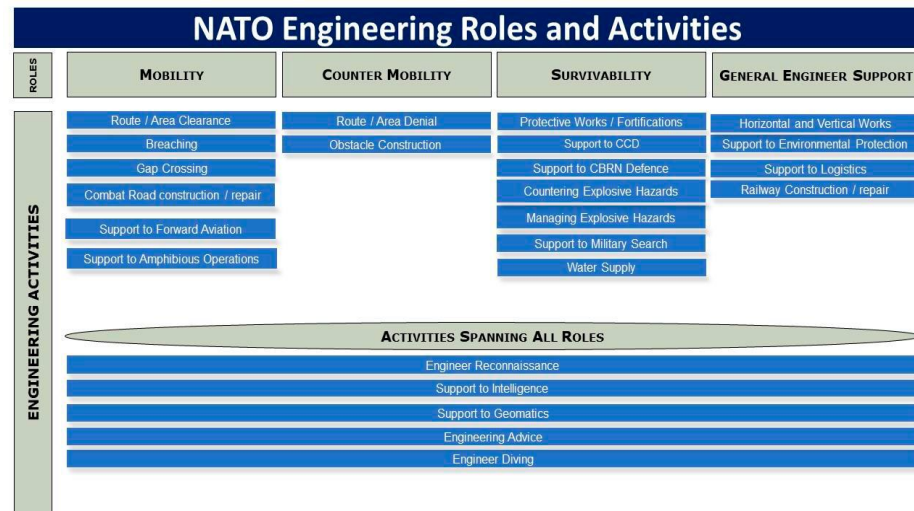 NATO Engineering Roles and Activities
ROLES
MOBILITY
COUNTER MOBILITY
SURVIVABILITY
GENERAL ENGINEER SUPPORT
ENGINEERING ACTIVITIES
Route / Area Clearance
Breaching
Gap Crossing
Combat Road construction / repair
Support to Forward Aviation
Support to Amphibious Operations
Route / Area Denial
Obstacle Construction
Protective Works / Fortifications
Support to CCD
Support to CBRN Defence
Countering Explosive Hazards
Managing Explosive Hazards
Support to Military Search
Water Supply
Horizontal and Vertical Works
Support to Environmental Protection
Support to Logistics
Railway Construction / repair
ACTIVITIES SPANNING ALL ROLES
Engineer Reconnaissance
Support to Intelligence
Support to Geomatics
Engineering Advice
Engineer Diving